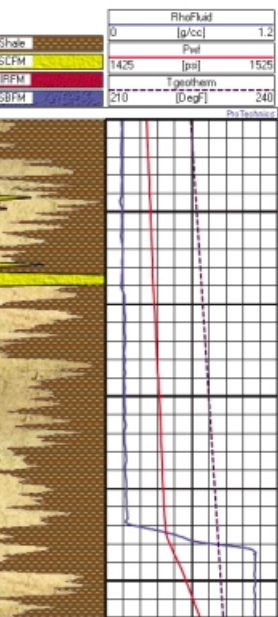 RhoFluid
0 [g/cc] 1.2
Shale
Pwf
SCFM
1425 [psi] 1525
IRFM
Tgeotherm
SBFM
210 [DegF] 240
ProTechnics